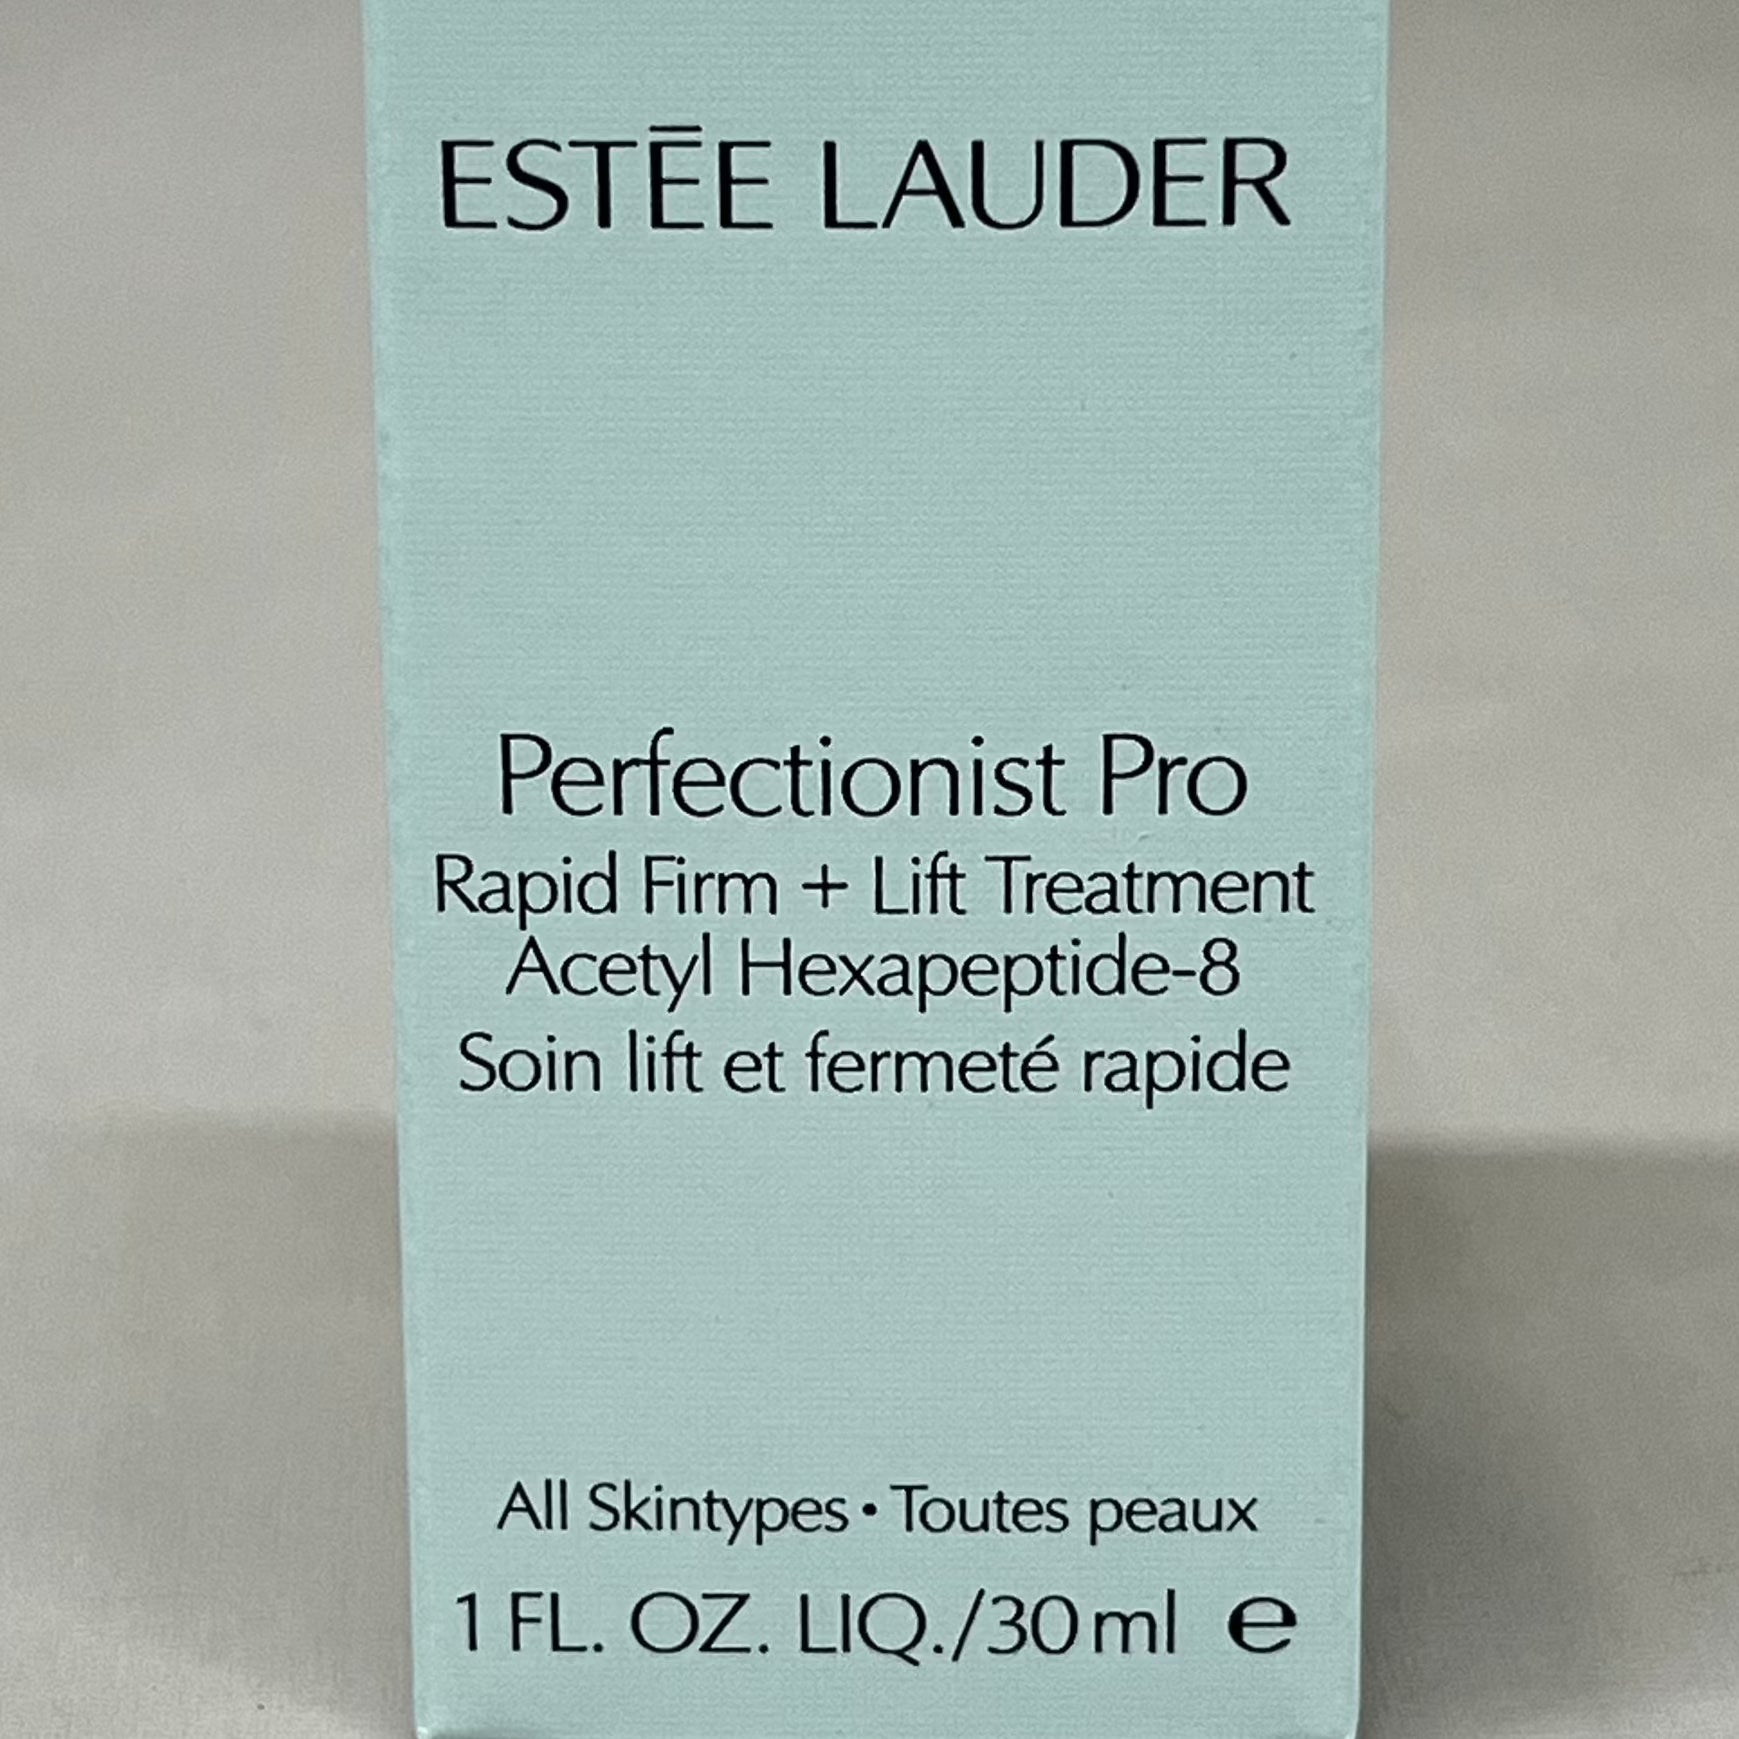 ESTĒE LAUDER
Perfectionist Pro
Rapid Firm + Lift Treatment
Acetyl Hexapeptide-8
Soin lift et fermeté rapide
All Skintypes • Toutes peaux
1 FL. OZ. LIQ./30 ml ℮